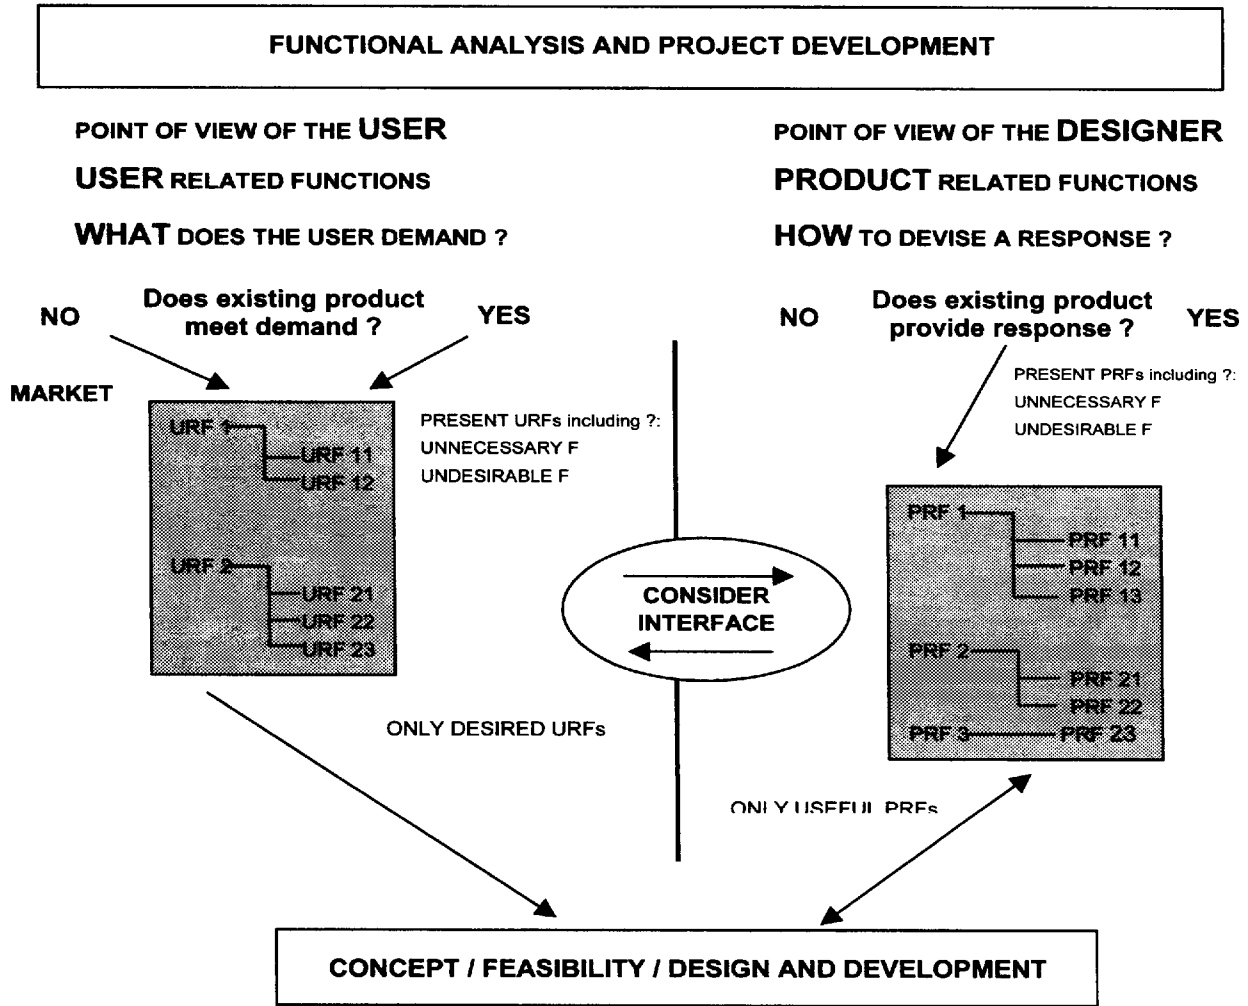 FUNCTIONAL ANALYSIS AND PROJECT DEVELOPMENT
POINT OF VIEW OF THE USER
USER RELATED FUNCTIONS
WHAT DOES THE USER DEMAND ?
NO
Does existing product
meet demand ?
YES
MARKET
PRESENT URFs including ?:
UNNECESSARY F
UNDESIRABLE F
URF 1
URF 11
URF 12
URF 2
URF 21
URF 22
URF 23
ONLY DESIRED URFs
CONSIDER
INTERFACE
POINT OF VIEW OF THE DESIGNER
PRODUCT RELATED FUNCTIONS
HOW TO DEVISE A RESPONSE ?
NO
Does existing product
provide response ?
YES
PRESENT PRFs including ?:
UNNECESSARY F
UNDESIRABLE F
PRF 1
PRF 11
PRF 12
PRF 13
PRF 2
PRF 21
PRF 22
PRF 3
PRF 23
ONLY USEFUL PRFs
CONCEPT / FEASIBILITY / DESIGN AND DEVELOPMENT